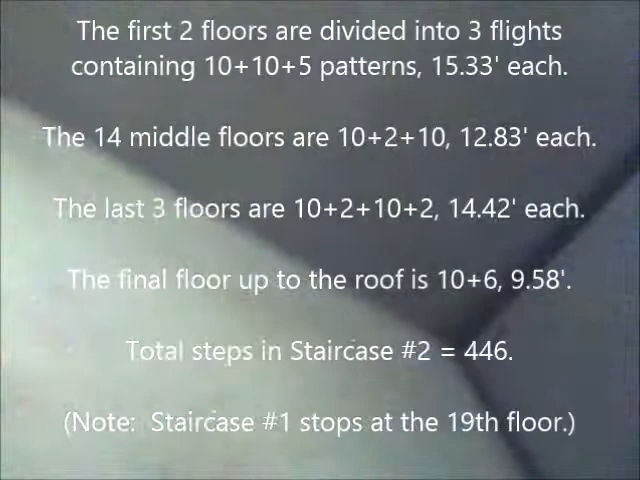 The first 2 floors are divided into 3 flights
containing 10+10+5 patterns, 15.33' each.
The 14 middle floors are 10+2+10, 12.83' each.
The last 3 floors are 10+2+10+2, 14.42' each.
The final floor up to the roof is 10+6, 9.58'.
Total steps in Staircase #2 = 446.
(Note:  Staircase #1 stops at the 19th floor.)